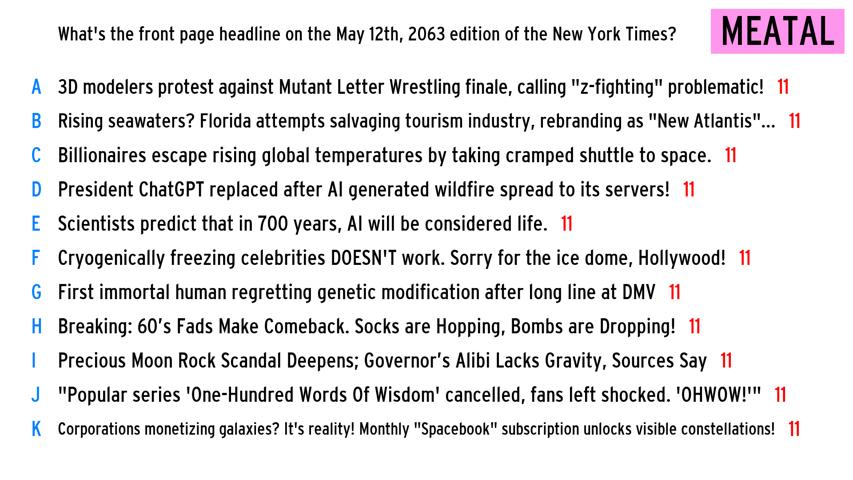 What's the front page headline on the May 12th, 2063 edition of the New York Times?
MEATAL
A 3D modelers protest against Mutant Letter Wrestling finale, calling "z-fighting" problematic! 11
B Rising seawaters? Florida attempts salvaging tourism industry, rebranding as "New Atlantis"... 11
C Billionaires escape rising global temperatures by taking cramped shuttle to space. 11
D President ChatGPT replaced after AI generated wildfire spread to its servers! 11
E Scientists predict that in 700 years, AI will be considered life. 11
F Cryogenically freezing celebrities DOESN'T work. Sorry for the ice dome, Hollywood! 11
G First immortal human regretting genetic modification after long line at DMV 11
H Breaking: 60’s Fads Make Comeback. Socks are Hopping, Bombs are Dropping! 11
I Precious Moon Rock Scandal Deepens; Governor’s Alibi Lacks Gravity, Sources Say 11
J "Popular series 'One-Hundred Words Of Wisdom' cancelled, fans left shocked. 'OHWOW!'" 11
K Corporations monetizing galaxies? It's reality! Monthly "Spacebook" subscription unlocks visible constellations! 11